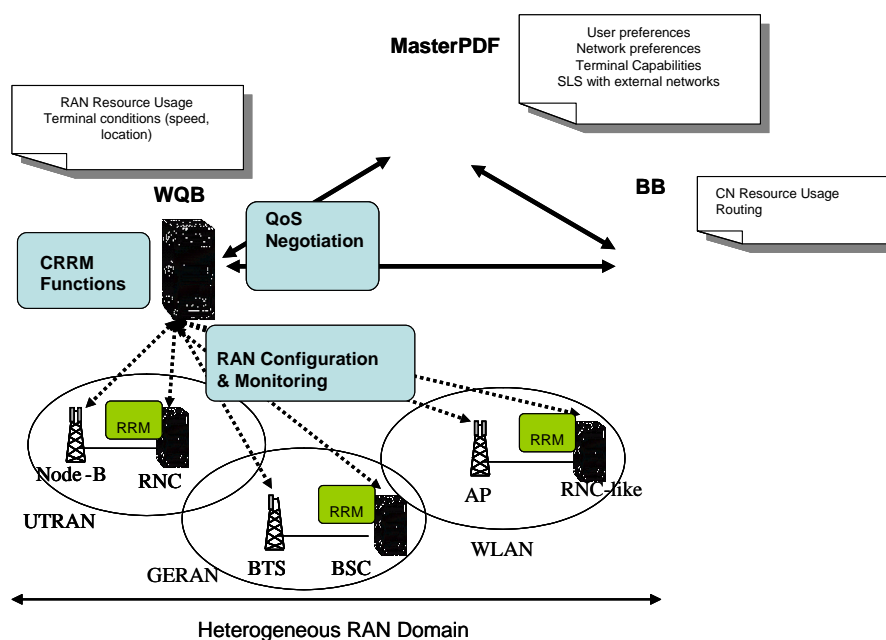 MasterPDF
User preferences
Network preferences
Terminal Capabilities
SLS with external networks
RAN Resource Usage
Terminal conditions (speed,
location)
WQB
BB
CN Resource Usage
Routing
QoS
Negotiation
CRRM
Functions
RAN Configuration
& Monitoring
RRM
Node-B
RNC
UTRAN
RRM
BTS
BSC
GERAN
RRM
AP
RNC-like
WLAN
Heterogeneous RAN Domain